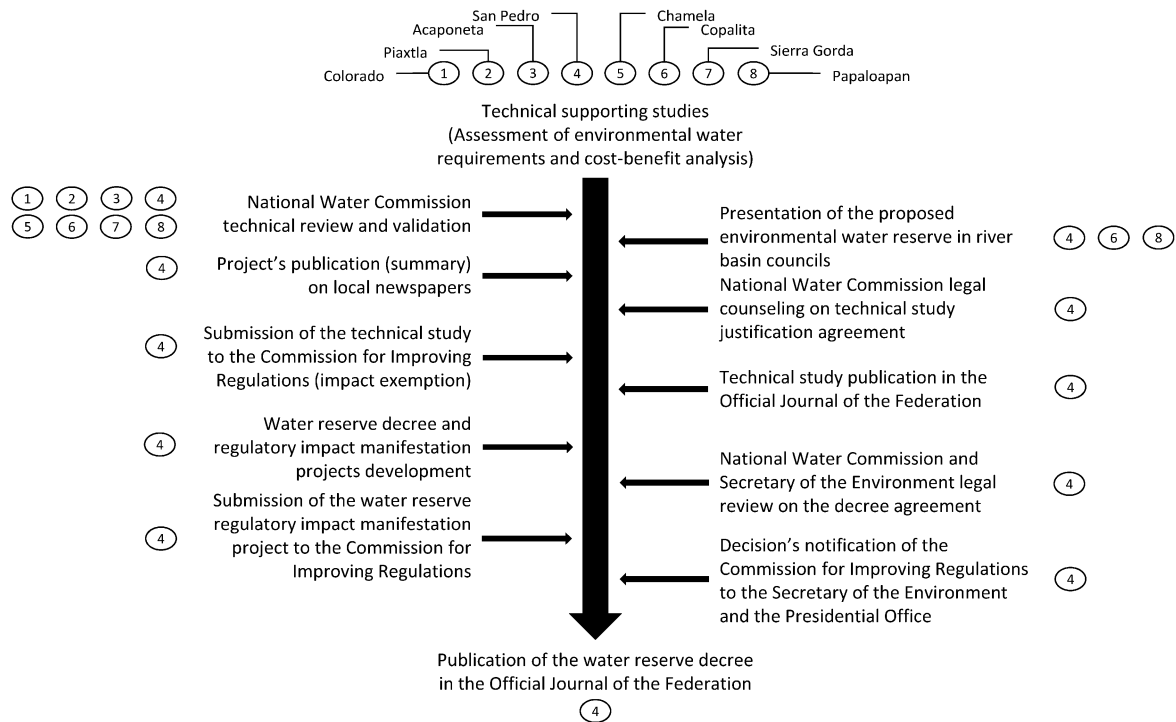 San Pedro
Chamela
Acaponeta
Copalita
Piaxtla
Sierra Gorda
Colorado
1 2 3 4 5 6 7 8
Papaloapan
Technical supporting studies
(Assessment of environmental water
requirements and cost-benefit analysis)
1 2 3 4
5 6 7 8
National Water Commission
technical review and validation
Presentation of the proposed
environmental water reserve in river
basin councils
4 6 8
4
Project's publication (summary)
on local newspapers
National Water Commission legal
counseling on technical study
justification agreement
4
4
Submission of the technical study
to the Commission for Improving
Regulations (impact exemption)
Technical study publication in the
Official Journal of the Federation
4
4
Water reserve decree and
regulatory impact manifestation
projects development
National Water Commission and
Secretary of the Environment legal
review on the decree agreement
4
4
Submission of the water reserve
regulatory impact manifestation
project to the Commission for
Improving Regulations
Decision's notification of the
Commission for Improving Regulations
to the Secretary of the Environment
and the Presidential Office
4
Publication of the water reserve decree
in the Official Journal of the Federation
4